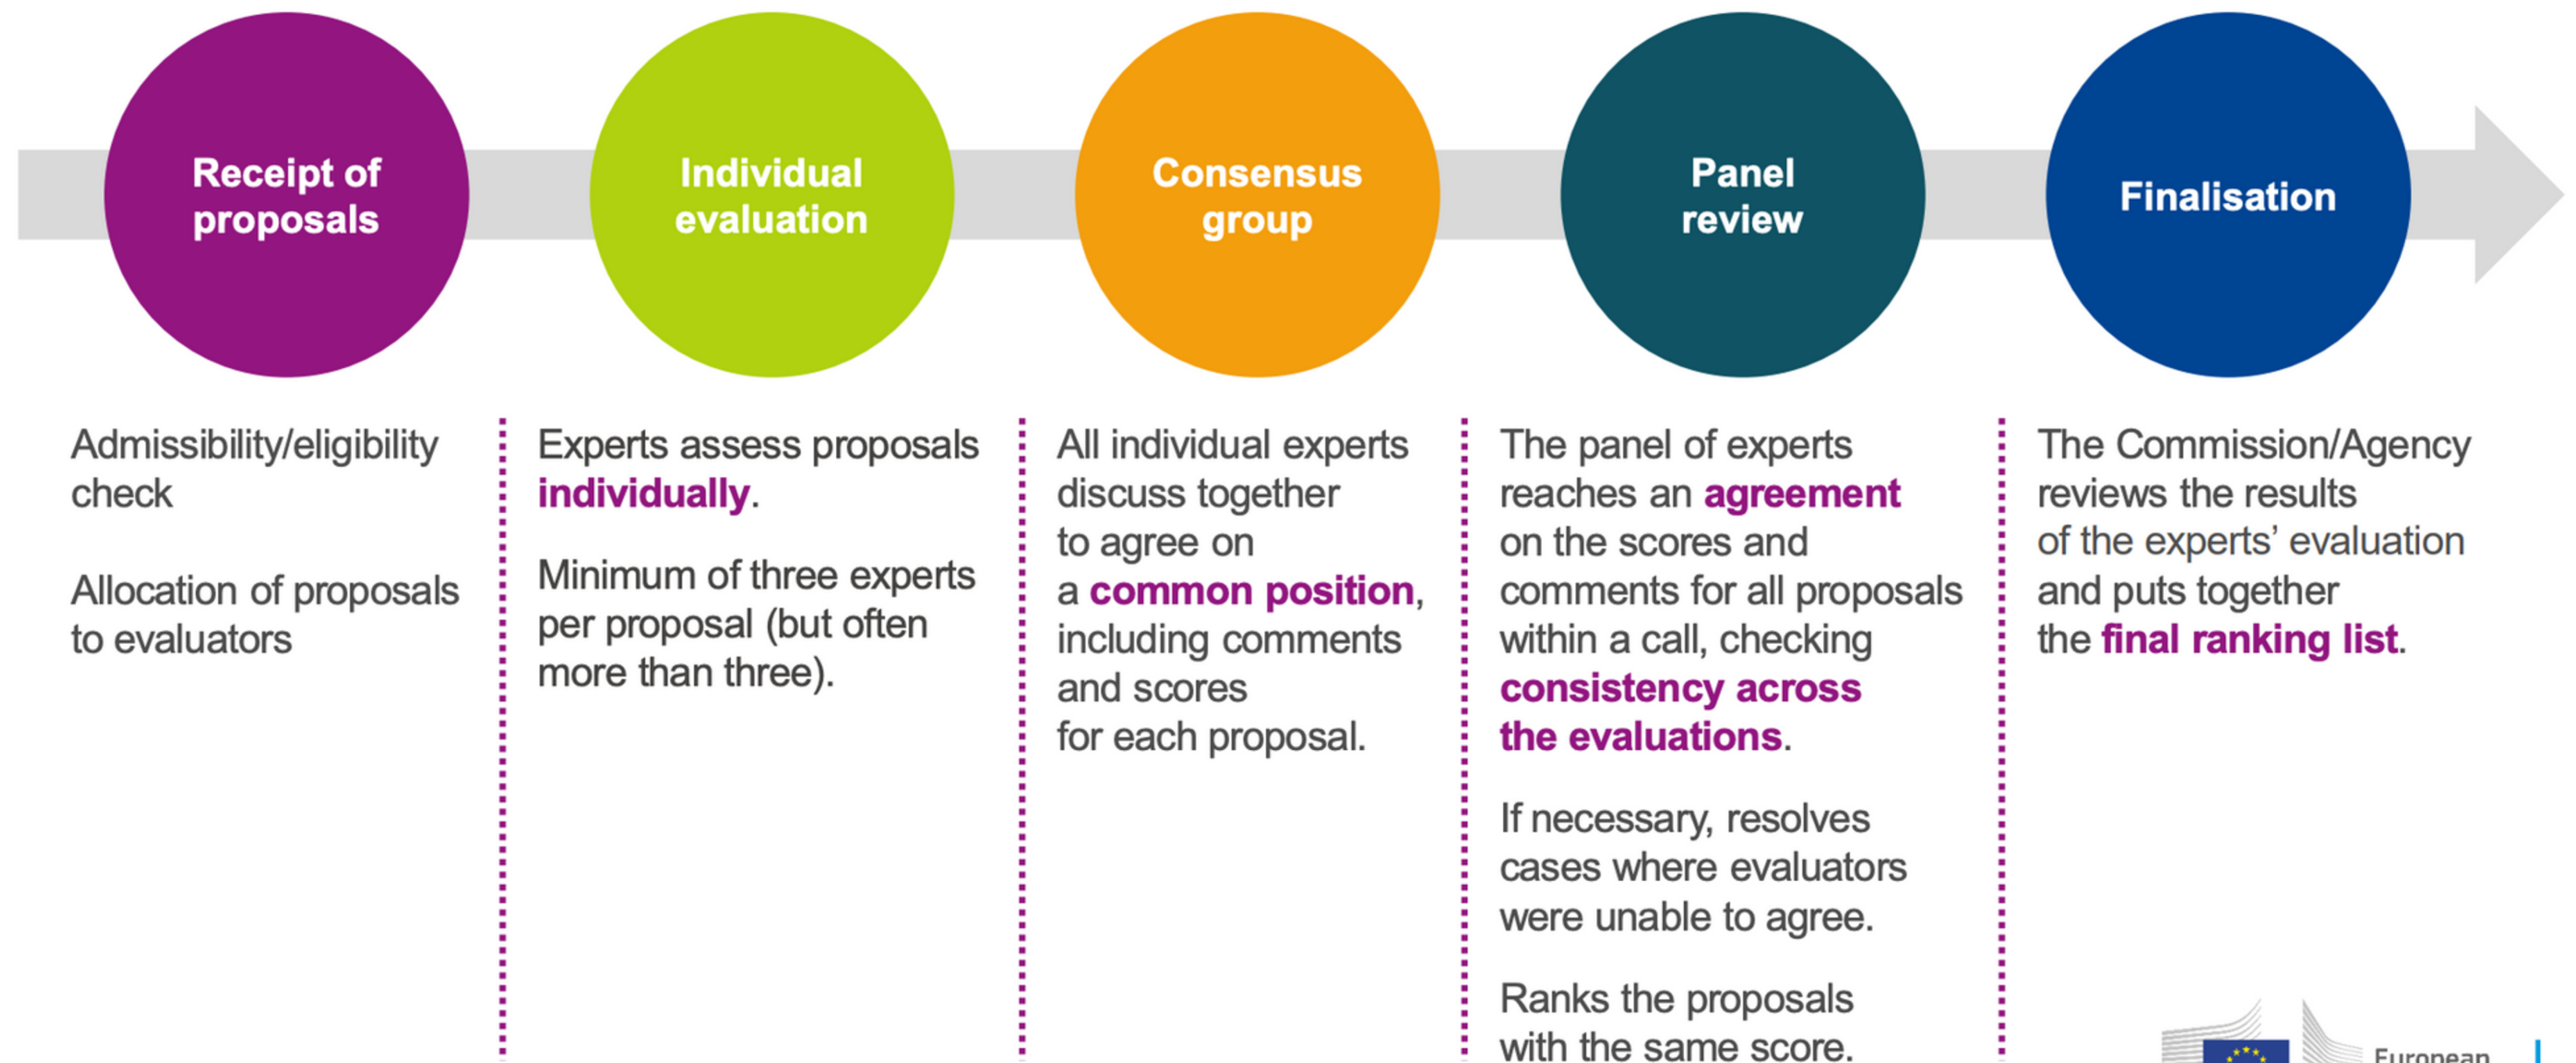 Receipt of
proposals
Individual
evaluation
Consensus
group
Panel
review
Finalisation
Admissibility/eligibility
check
Allocation of proposals
to evaluators
Experts assess proposals
individually.
Minimum of three experts
per proposal (but often
more than three).
All individual experts
discuss together
to agree on
a common position,
including comments
and scores
for each proposal.
The panel of experts
reaches an agreement
on the scores and
comments for all proposals
within a call, checking
consistency across
the evaluations.
If necessary, resolves
cases where evaluators
were unable to agree.
Ranks the proposals
with the same score.
The Commission/Agency
reviews the results
of the experts’ evaluation
and puts together
the final ranking list.
European